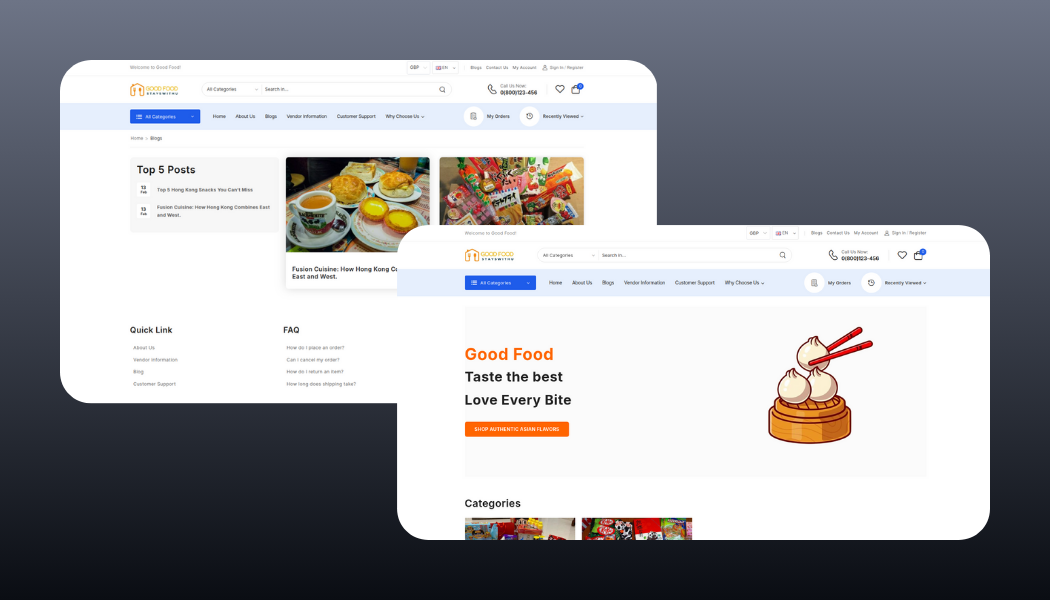 Welcome to Good Food!
GBP
EN
Blogs Contact Us My Account Sign in / Register
GOOD FOOD
STAYSWITHU
All Categories
Search in...
Call Us Now:
0(800)123-456
0
All Categories
Home About Us Blogs Vendor Information Customer Support Why Choose Us
My Orders
Recently Viewed
Home > Blogs
Top 5 Posts
13
Feb
Top 5 Hong Kong Snacks You Can't Miss
13
Feb
Fusion Cuisine: How Hong Kong Combines East
and West.
Fusion Cuisine: How Hong Kong Co
East and West.
Quick Link
About Us
Vendor Information
Blog
Customer Support
FAQ
How do I place an order?
Can I cancel my order?
How do I return an item?
How long does shipping take?
Welcome to Good Food!
GBP
EN
Blogs Contact Us My Account Sign in / Register
GOOD FOOD
STAYSWITHU
All Categories
Search in...
Call Us Now:
0(800)123-456
All Categories
Home About Us Blogs Vendor Information Customer Support Why Choose Us
My Orders
Recently Viewed
Good Food
Taste the best
Love Every Bite
SHOP AUTHENTIC ASIAN FLAVORS
Categories